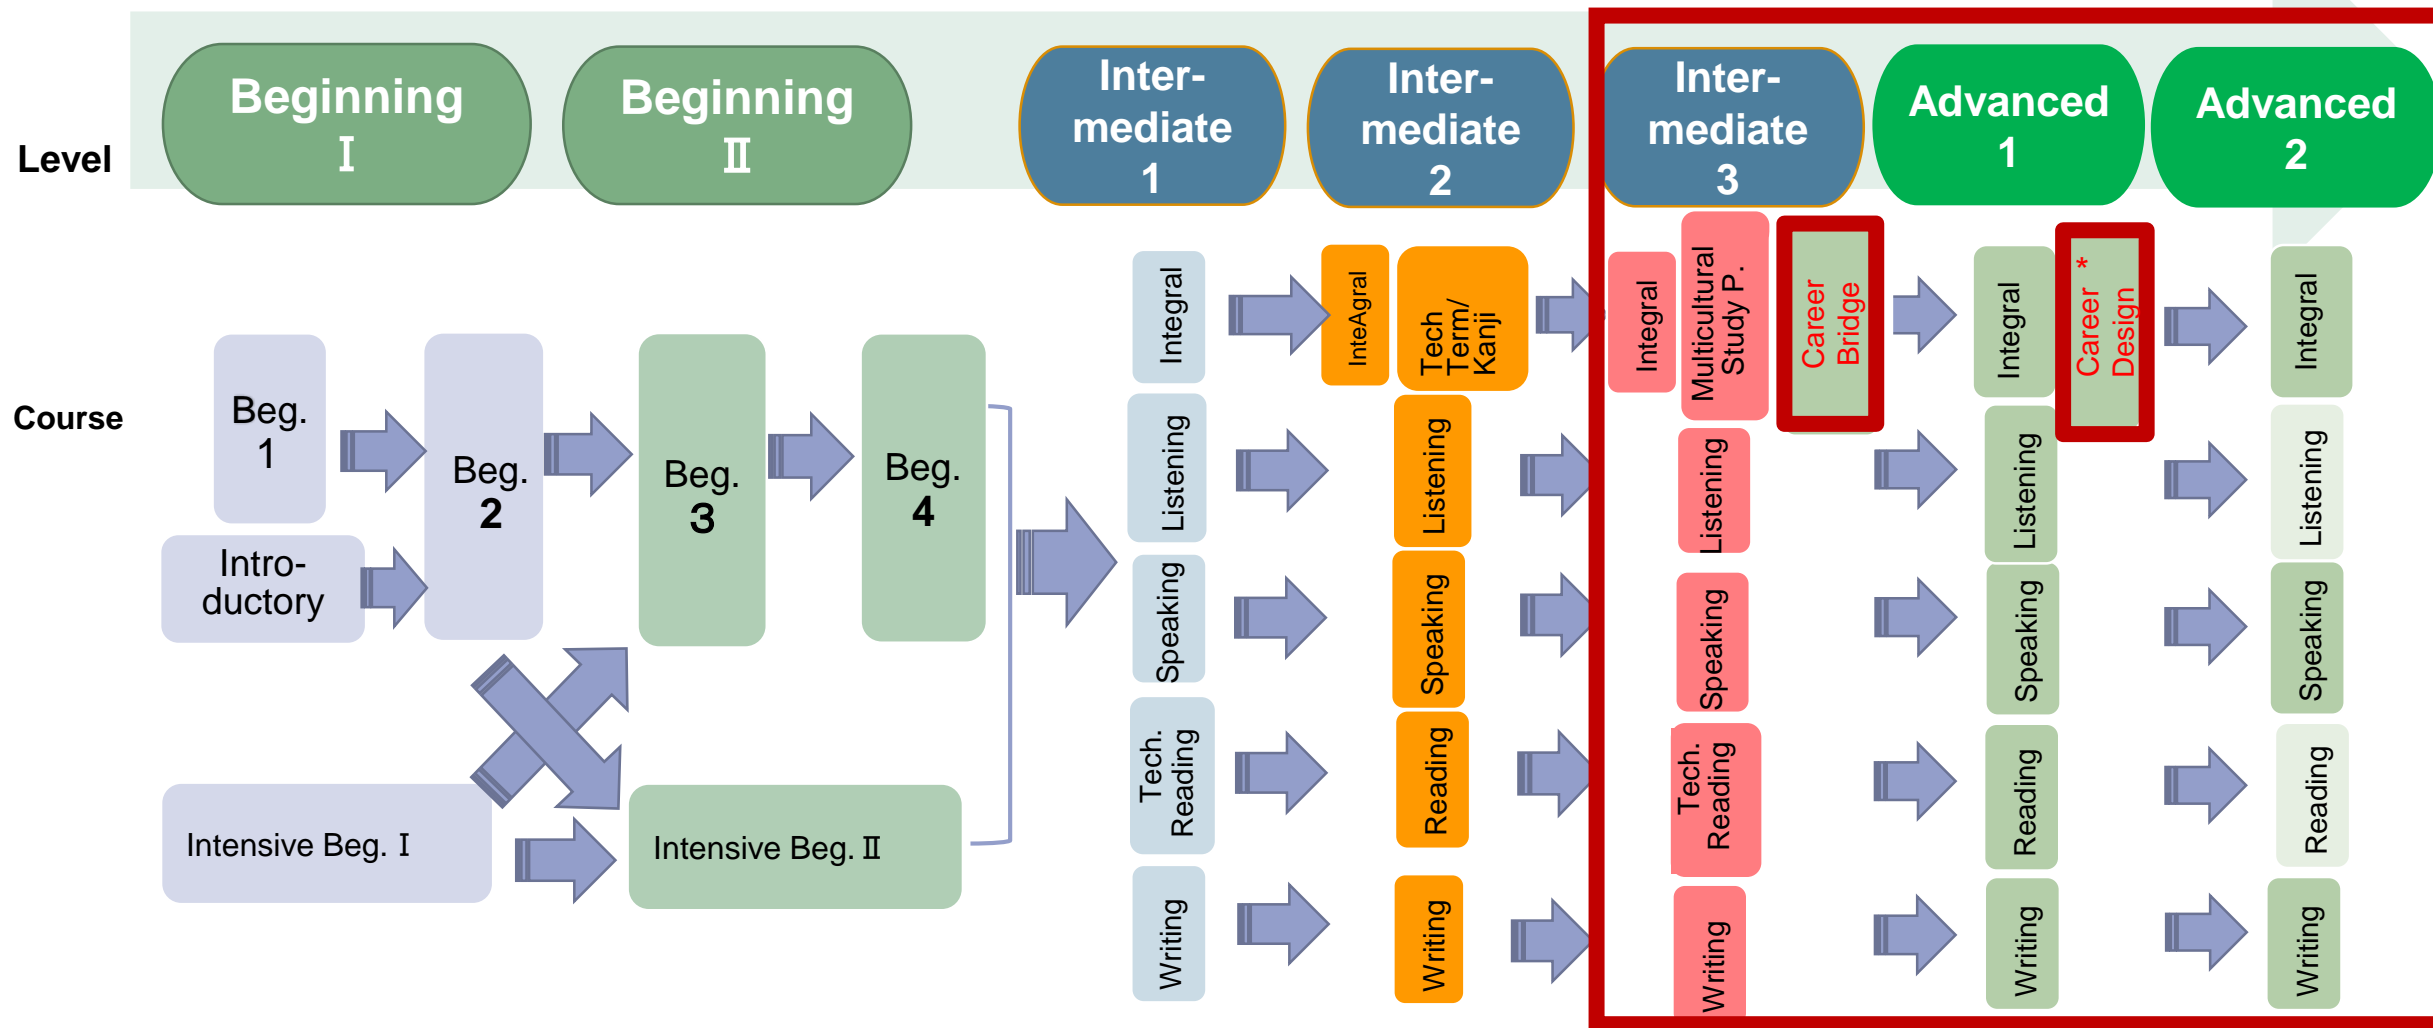 Level
Beginning
Ⅰ
Beginning
Ⅱ
Inter-
mediate
1
Inter-
mediate
2
Inter-
mediate
3
Advanced
1
Advanced
2
Course
Beg.
1
Intro-
ductory
Beg.
2
Beg.
3
Beg.
4
Intensive Beg. Ⅰ
Intensive Beg. Ⅱ
Integral
Listening
Speaking
Tech.
Reading
Writing
InteAgral
Tech
Term/
Kanji
Listening
Speaking
Reading
Writing
Integral
Multicultural
Study P.
Career
Bridge
Listening
Speaking
Tech.
Reading
Writing
Integral
Career *
Design
Listening
Speaking
Reading
Writing
Integral
Listening
Speaking
Reading
Writing